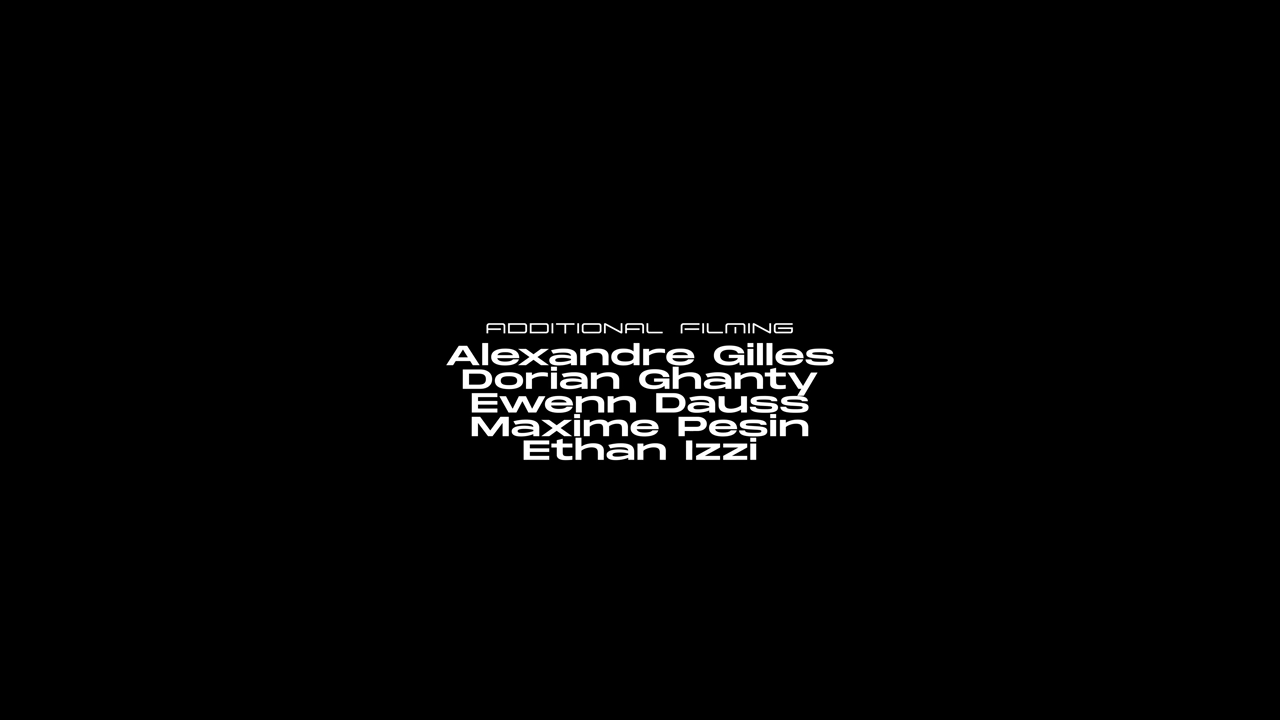 ADDITIONAL FILMING
Alexandre Gilles
Dorian Ghanty
Ewenn Dauss
Maxime Pesin
Ethan Izzi